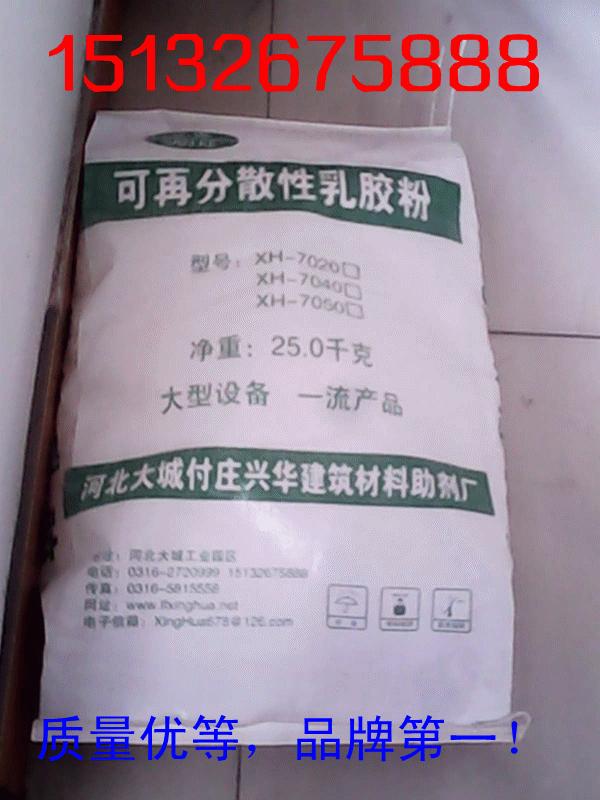 15132675888
可再分散性乳胶粉
型号：XH-7020□
XH-7040□
XH-7050□
净重：25.0千克
大型设备 一流产品
河北大城付庄兴华建筑材料助剂厂
地址：河北大城工业园区
电话：0316-2720999 15132675888
传真：0316-5815558
网址：www.lfxinghua.net
电子信箱：XingHua678@126.com
质量优等，品牌第一！